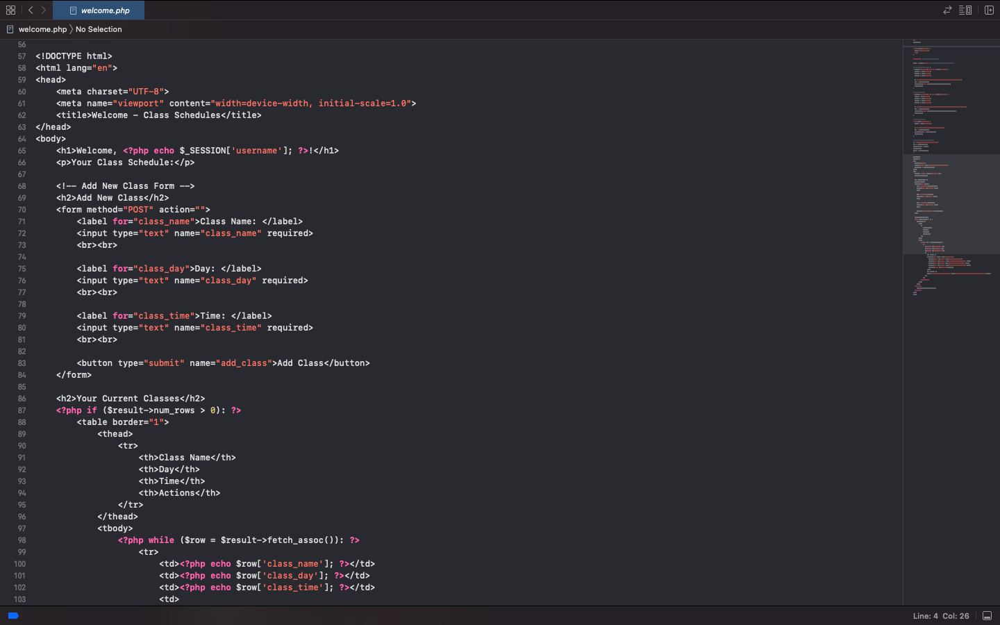 welcome.php
welcome.php 〉 No Selection
56
57 <!DOCTYPE html>
58 <html lang="en">
59 <head>
60     <meta charset="UTF-8">
61     <meta name="viewport" content="width=device-width, initial-scale=1.0">
62     <title>Welcome - Class Schedules</title>
63 </head>
64 <body>
65     <h1>Welcome, <?php echo $_SESSION['username']; ?>!</h1>
66     <p>Your Class Schedule:</p>
67
68     <!-- Add New Class Form -->
69     <h2>Add New Class</h2>
70     <form method="POST" action="">
71         <label for="class_name">Class Name: </label>
72         <input type="text" name="class_name" required>
73         <br><br>
74
75         <label for="class_day">Day: </label>
76         <input type="text" name="class_day" required>
77         <br><br>
78
79         <label for="class_time">Time: </label>
80         <input type="text" name="class_time" required>
81         <br><br>
82
83         <button type="submit" name="add_class">Add Class</button>
84     </form>
85
86     <h2>Your Current Classes</h2>
87     <?php if ($result->num_rows > 0): ?>
88         <table border="1">
89             <thead>
90                 <tr>
91                     <th>Class Name</th>
92                     <th>Day</th>
93                     <th>Time</th>
94                     <th>Actions</th>
95                 </tr>
96             </thead>
97             <tbody>
98                 <?php while ($row = $result->fetch_assoc()): ?>
99                     <tr>
100                         <td><?php echo $row['class_name']; ?></td>
101                         <td><?php echo $row['class_day']; ?></td>
102                         <td><?php echo $row['class_time']; ?></td>
103                         <td>
Line: 4  Col: 26